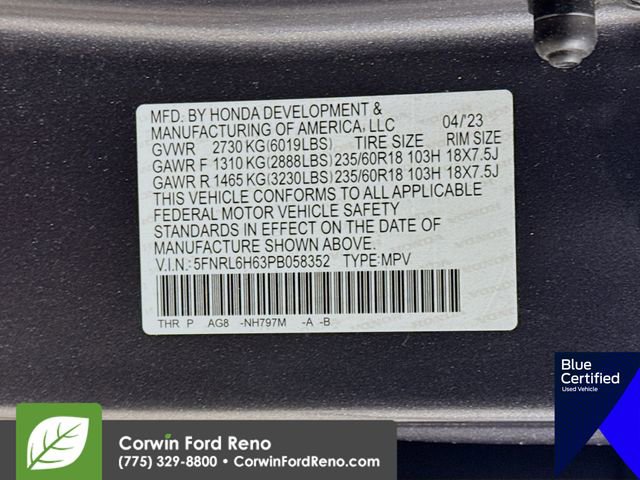 MFD. BY HONDA DEVELOPMENT &
MANUFACTURING OF AMERICA, LLC 04/'23
GVWR 2730 KG(6019LBS) TIRE SIZE RIM SIZE
GAWR F 1310 KG(2888LBS) 235/60R18 103H 18X7.5J
GAWR R 1465 KG(3230LBS) 235/60R18 103H 18X7.5J
THIS VEHICLE CONFORMS TO ALL APPLICABLE
FEDERAL MOTOR VEHICLE SAFETY
STANDARDS IN EFFECT ON THE DATE OF
MANUFACTURE SHOWN ABOVE.
V.I.N.: 5FNRL6H63PB058352 TYPE:MPV
THR P AG8 -NH797M -A -B
Blue
Certified
Used Vehicle
Corwin Ford Reno
(775) 329-8800 • CorwinFordReno.com